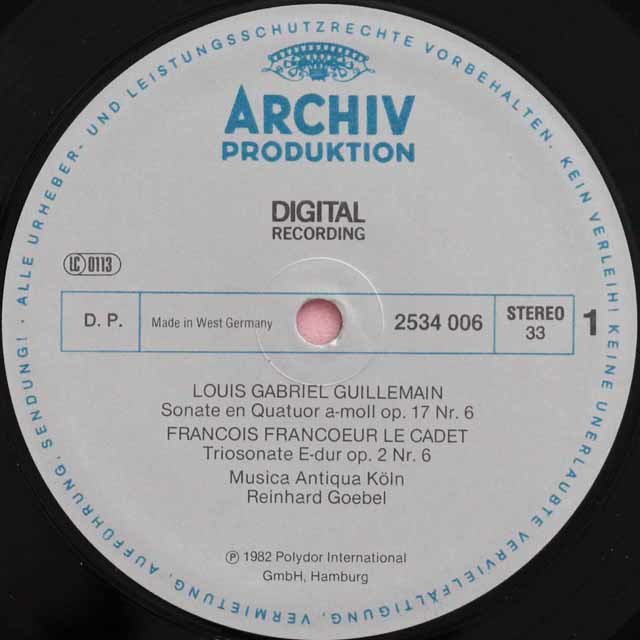 ALLE URHEBER- UND LEISTUNGSSCHUTZRECHTE VORBEHALTEN. KEIN VERLEIH! KEINE UNERLAUBTE VERVIELFÄLTIGUNG, VERMIETUNG, AUFFÜHRUNG, SENDUNG!
ARCHIV
PRODUKTION
DIGITAL
RECORDING
LC 0113
D. P.
Made in West Germany
2534 006
STEREO
33
1
LOUIS GABRIEL GUILLEMAIN
Sonate en Quatuor a-moll op. 17 Nr. 6
FRANCOIS FRANCOEUR LE CADET
Triosonate E-dur op. 2 Nr. 6
Musica Antiqua Köln
Reinhard Goebel
℗ 1982 Polydor International
GmbH, Hamburg